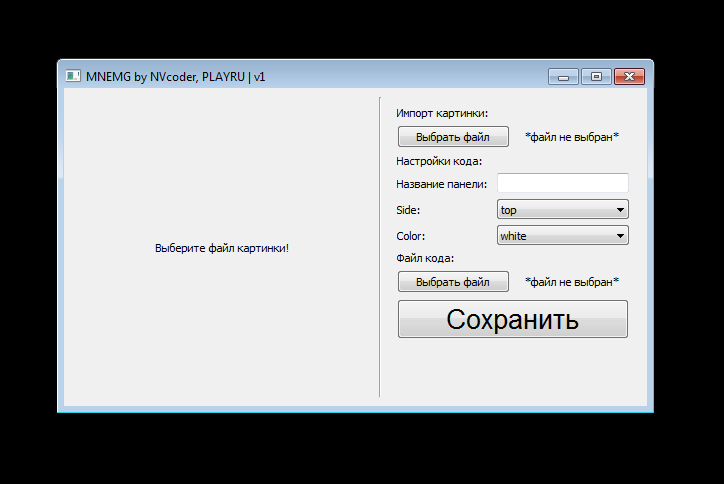 MNEMG by NVcoder, PLAYRU | v1
Выберите файл картинки!
Импорт картинки:
Выбрать файл *файл не выбран*
Настройки кода:
Название панели:
Side: top
Color: white
Файл кода:
Выбрать файл *файл не выбран*
Сохранить